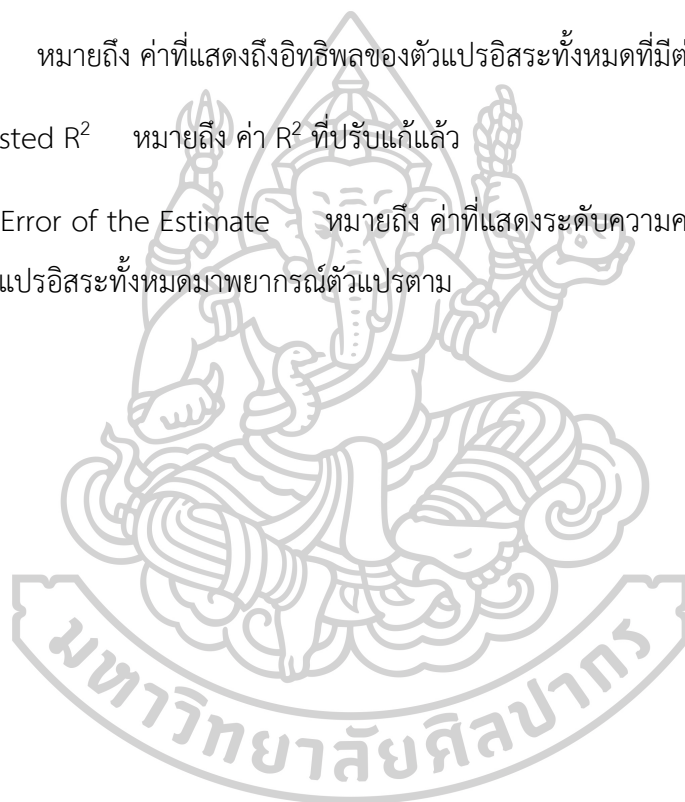 หมายถึง ค่าที่แสดงถึงอิทธิพลของตัวแปรอิสระทั้งหมดที่มีต่
sted R² หมายถึง ค่า R² ที่ปรับแก้แล้ว
Error of the Estimate หมายถึง ค่าที่แสดงระดับความค
แปรอิสระทั้งหมดมาพยากรณ์ตัวแปรตาม
มหาวิทยาลัยศิลปากร